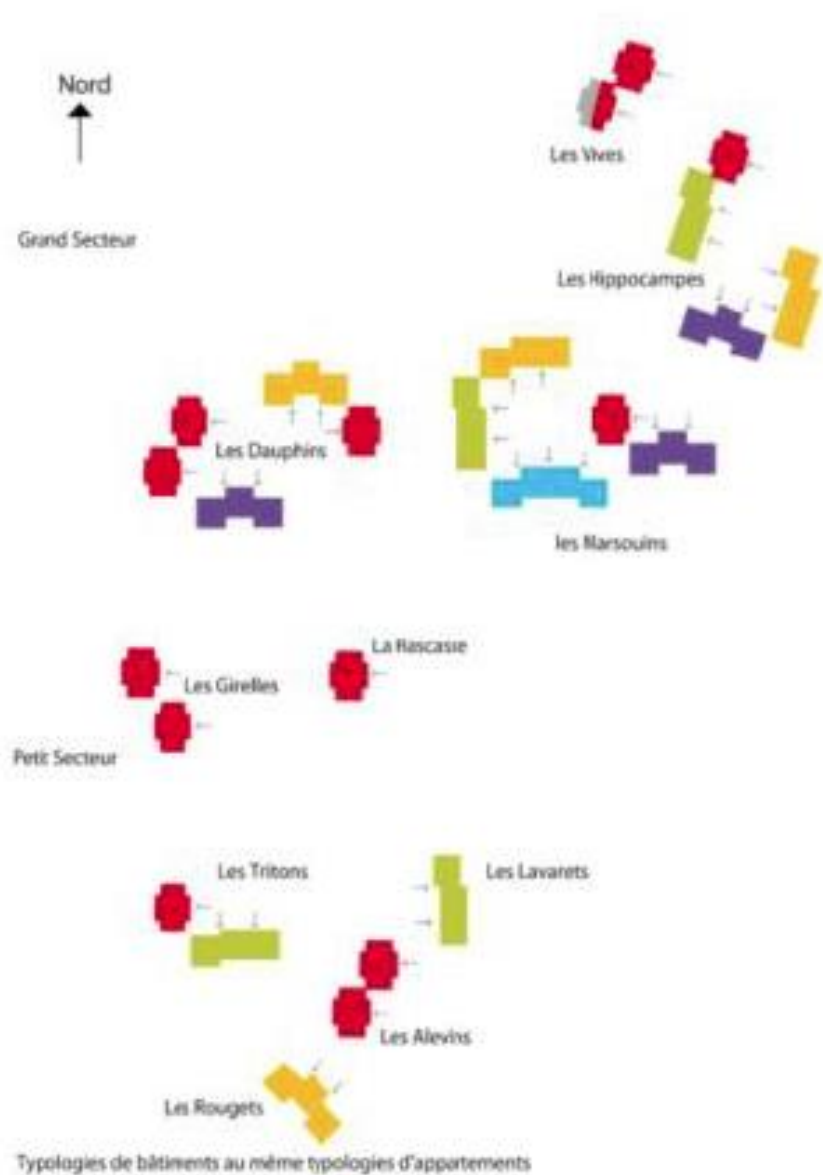 Nord
Les Vives
Grand Secteur
Les Hippocampes
Les Dauphins
les Marsouins
La Rascasse
Les Girelles
Petit Secteur
Les Tritons
Les Lavarets
Les Alevins
Les Rougets
Typologies de bâtiments au même typologies d'appartements